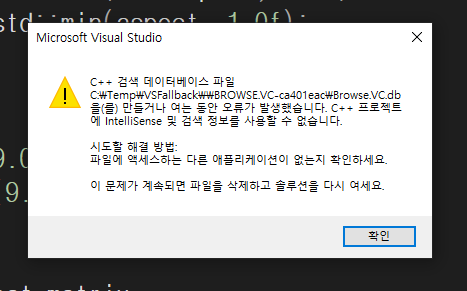 std::min(aspect, 1.0f);
Microsoft Visual Studio
C++ 검색 데이터베이스 파일
C:₩Temp₩VSFallback₩₩BROWSE.VC-ca401eac₩Browse.VC.db
을(를) 만들거나 여는 동안 오류가 발생했습니다. C++ 프로젝트
에 IntelliSense 및 검색 정보를 사용할 수 없습니다.
시도할 해결 방법:
파일에 액세스하는 다른 애플리케이션이 없는지 확인하세요.
이 문제가 계속되면 파일을 삭제하고 솔루션을 다시 여세요.
9.0
(9.
확인